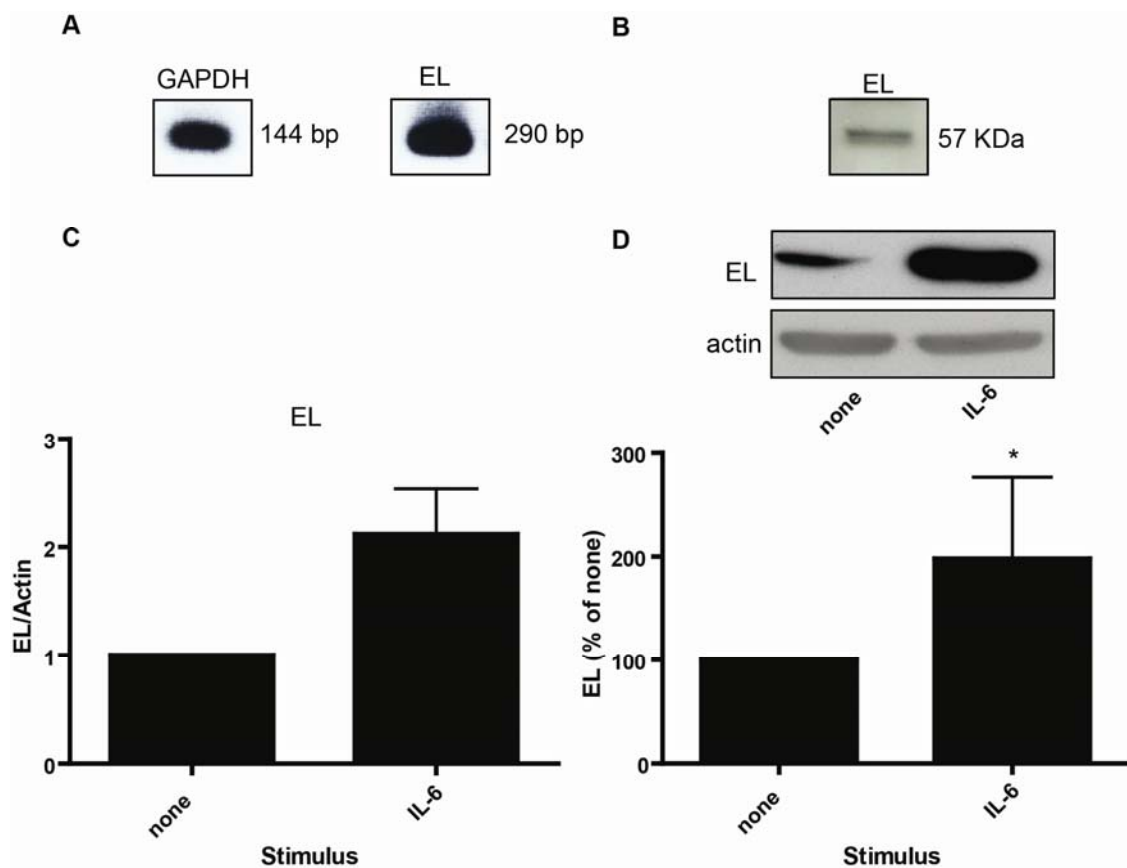 A
B
GAPDH
EL
EL
144 bp
290 bp
57 KDa
C
D
EL
actin
none
IL-6
EL
3
2
1
0
EL/Actin
none
IL-6
Stimulus
300
200
100
0
EL (% of none)
*
none
IL-6
Stimulus